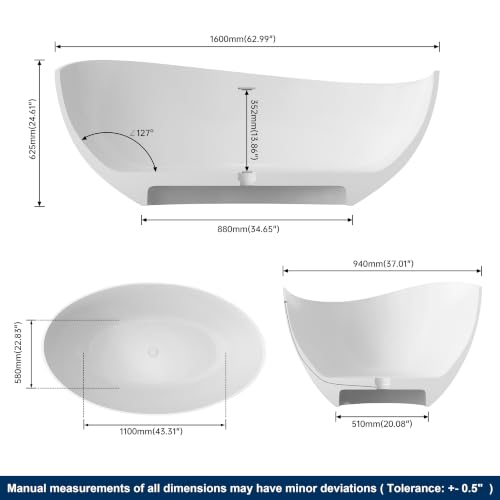 1600mm(62.99")
625mm(24.61")
352mm(13.86")
∠127°
880mm(34.65")
940mm(37.01")
580mm(22.83")
1100mm(43.31")
510mm(20.08")
Manual measurements of all dimensions may have minor deviations ( Tolerance: +- 0.5" )